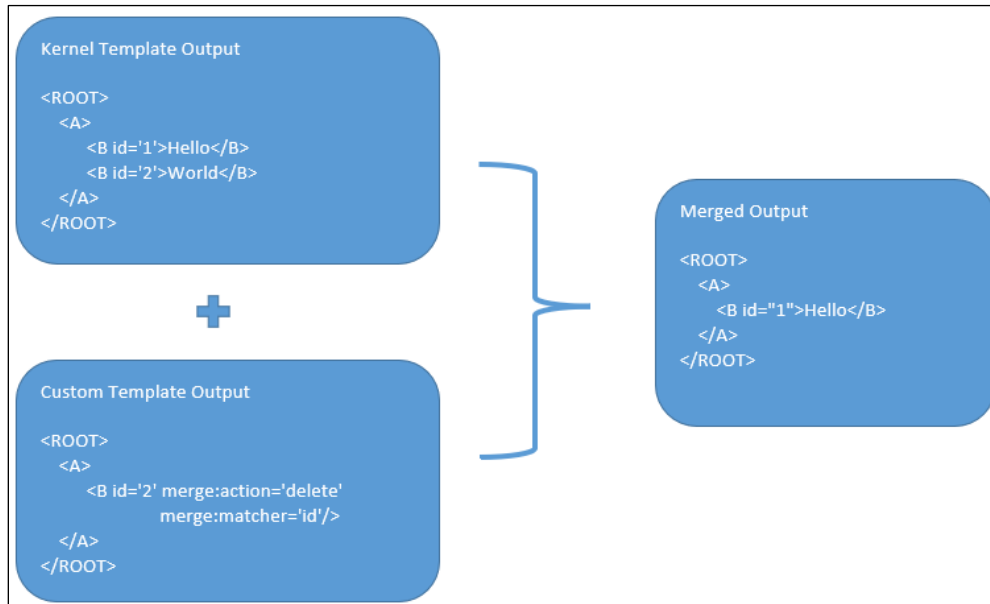 Kernel Template Output
<ROOT>
<A>
<B id='1'>Hello</B>
<B id='2'>World</B>
</A>
</ROOT>
Custom Template Output
<ROOT>
<A>
<B id='2' merge:action='delete'
merge:matcher='id'/>
</A>
</ROOT>
Merged Output
<ROOT>
<A>
<B id="1">Hello</B>
</A>
</ROOT>